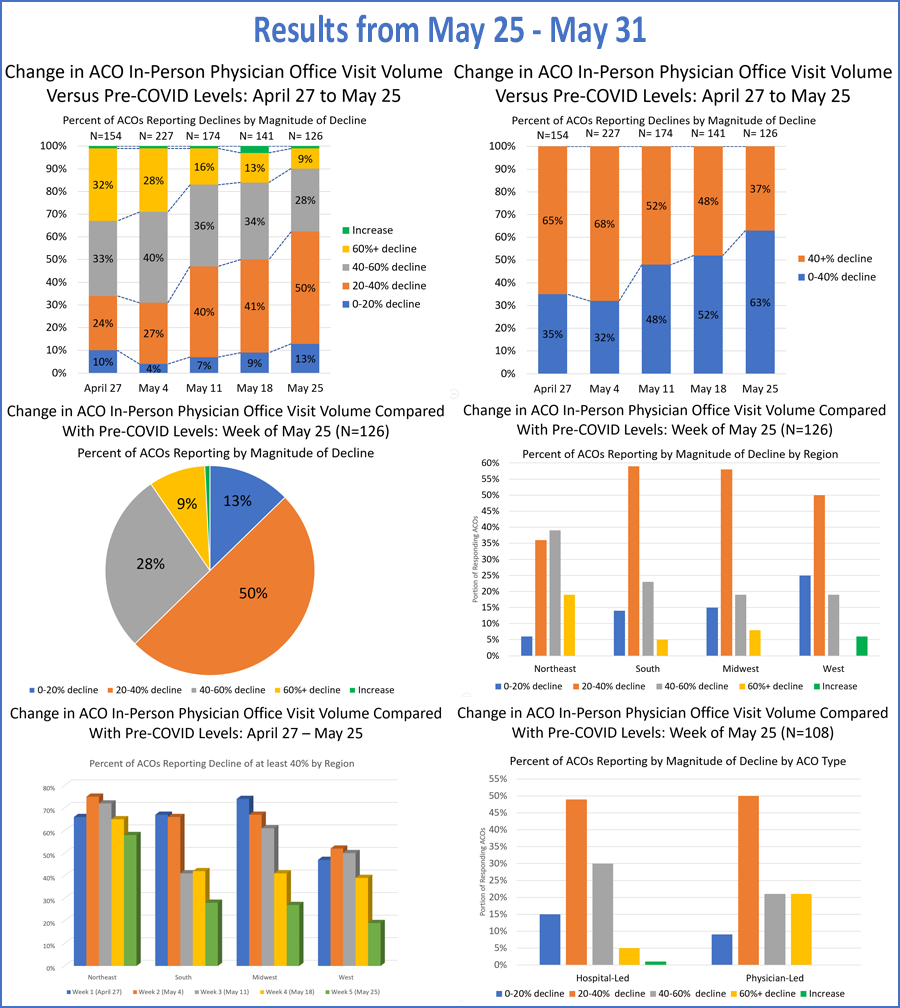 Results from May 25 - May 31
Change in ACO In-Person Physician Office Visit Volume
Versus Pre-COVID Levels: April 27 to May 25
Percent of ACOs Reporting Declines by Magnitude of Decline
N=154 N= 227 N= 174 N= 141 N= 126
100%
90%
80%
70%
60%
50%
40%
30%
20%
10%
0%
32% 28% 16% 13% 9%
33% 40% 36% 34% 28%
24% 27% 40% 41% 50%
10% 4% 7% 9% 13%
April 27 May 4 May 11 May 18 May 25
Increase
60%+ decline
40-60% decline
20-40% decline
0-20% decline
Change in ACO In-Person Physician Office Visit Volume
Versus Pre-COVID Levels: April 27 to May 25
Percent of ACOs Reporting Declines by Magnitude of Decline
N=154 N= 227 N= 174 N= 141 N= 126
100%
90%
80%
70%
60%
50%
40%
30%
20%
10%
0%
65% 68% 52% 48% 37%
35% 32% 48% 52% 63%
April 27 May 4 May 11 May 18 May 25
40+% decline
0-40% decline
Change in ACO In-Person Physician Office Visit Volume Compared
With Pre-COVID Levels: Week of May 25 (N=126)
Percent of ACOs Reporting by Magnitude of Decline
13%
50%
28%
9%
0-20% decline 20-40% decline 40-60% decline 60%+ decline Increase
Change in ACO In-Person Physician Office Visit Volume Compared
With Pre-COVID Levels: Week of May 25 (N=126)
Percent of ACOs Reporting by Magnitude of Decline by Region
Portion of Responding ACOs
60%
55%
50%
45%
40%
35%
30%
25%
20%
15%
10%
5%
0%
Northeast South Midwest West
0-20% decline 20-40% decline 40-60% decline 60%+ decline Increase
Change in ACO In-Person Physician Office Visit Volume Compared
With Pre-COVID Levels: April 27 – May 25
Percent of ACOs Reporting Decline of at least 40% by Region
80%
70%
60%
50%
40%
30%
20%
10%
0%
Northeast South Midwest West
Week 1 (April 27) Week 2 (May 4) Week 3 (May 11) Week 4 (May 18) Week 5 (May 25)
Change in ACO In-Person Physician Office Visit Volume Compared
With Pre-COVID Levels: Week of May 25 (N=108)
Percent of ACOs Reporting by Magnitude of Decline by ACO Type
Portion of Responding ACOs
55%
50%
45%
40%
35%
30%
25%
20%
15%
10%
5%
0%
Hospital-Led Physician-Led
0-20% decline 20-40% decline 40-60% decline 60%+ decline Increase